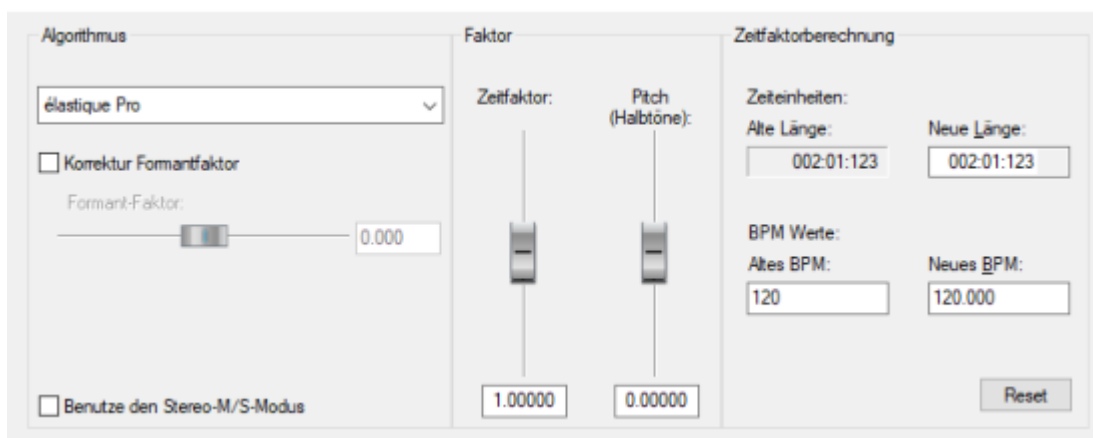 Algorithmus
élastique Pro
Korrektur Formantfaktor
Formant-Faktor:
0.000
Benutze den Stereo-M/S-Modus
Faktor
Zeitfaktor:
Pitch
(Halbtöne):
1.00000
0.00000
Zeitfaktorberechnung
Zeiteinheiten:
Alte Länge:
Neue Länge:
002:01:123
002:01:123
BPM Werte:
Altes BPM:
Neues BPM:
120
120.000
Reset